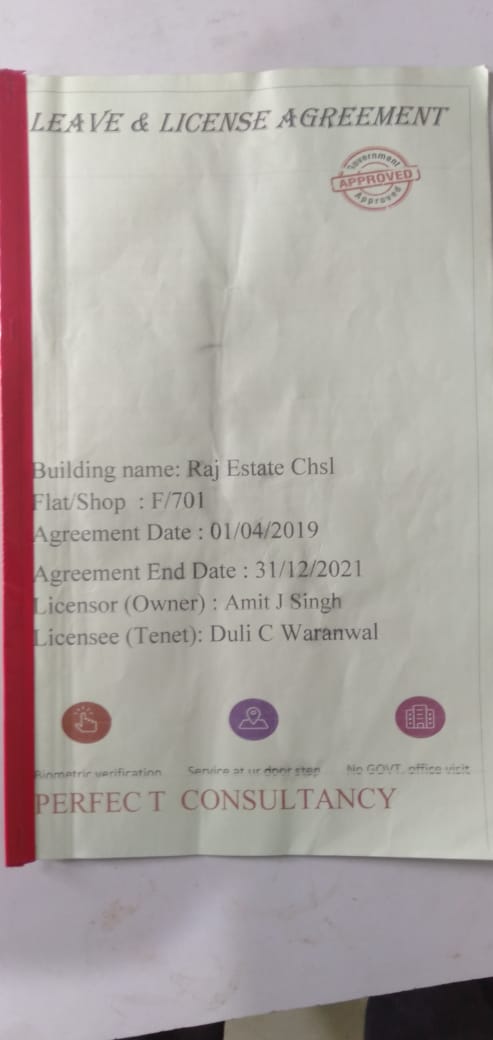 LEAVE & LICENSE AGREEMENT
Government
APPROVED
Approved
Building name: Raj Estate Chsl
Flat/Shop : F/701
Agreement Date : 01/04/2019
Agreement End Date : 31/12/2021
Licensor (Owner) : Amit J Singh
Licensee (Tenet): Duli C Waranwal
Biometric verification Service at ur door step No GOVT. office visit
PERFEC T CONSULTANCY